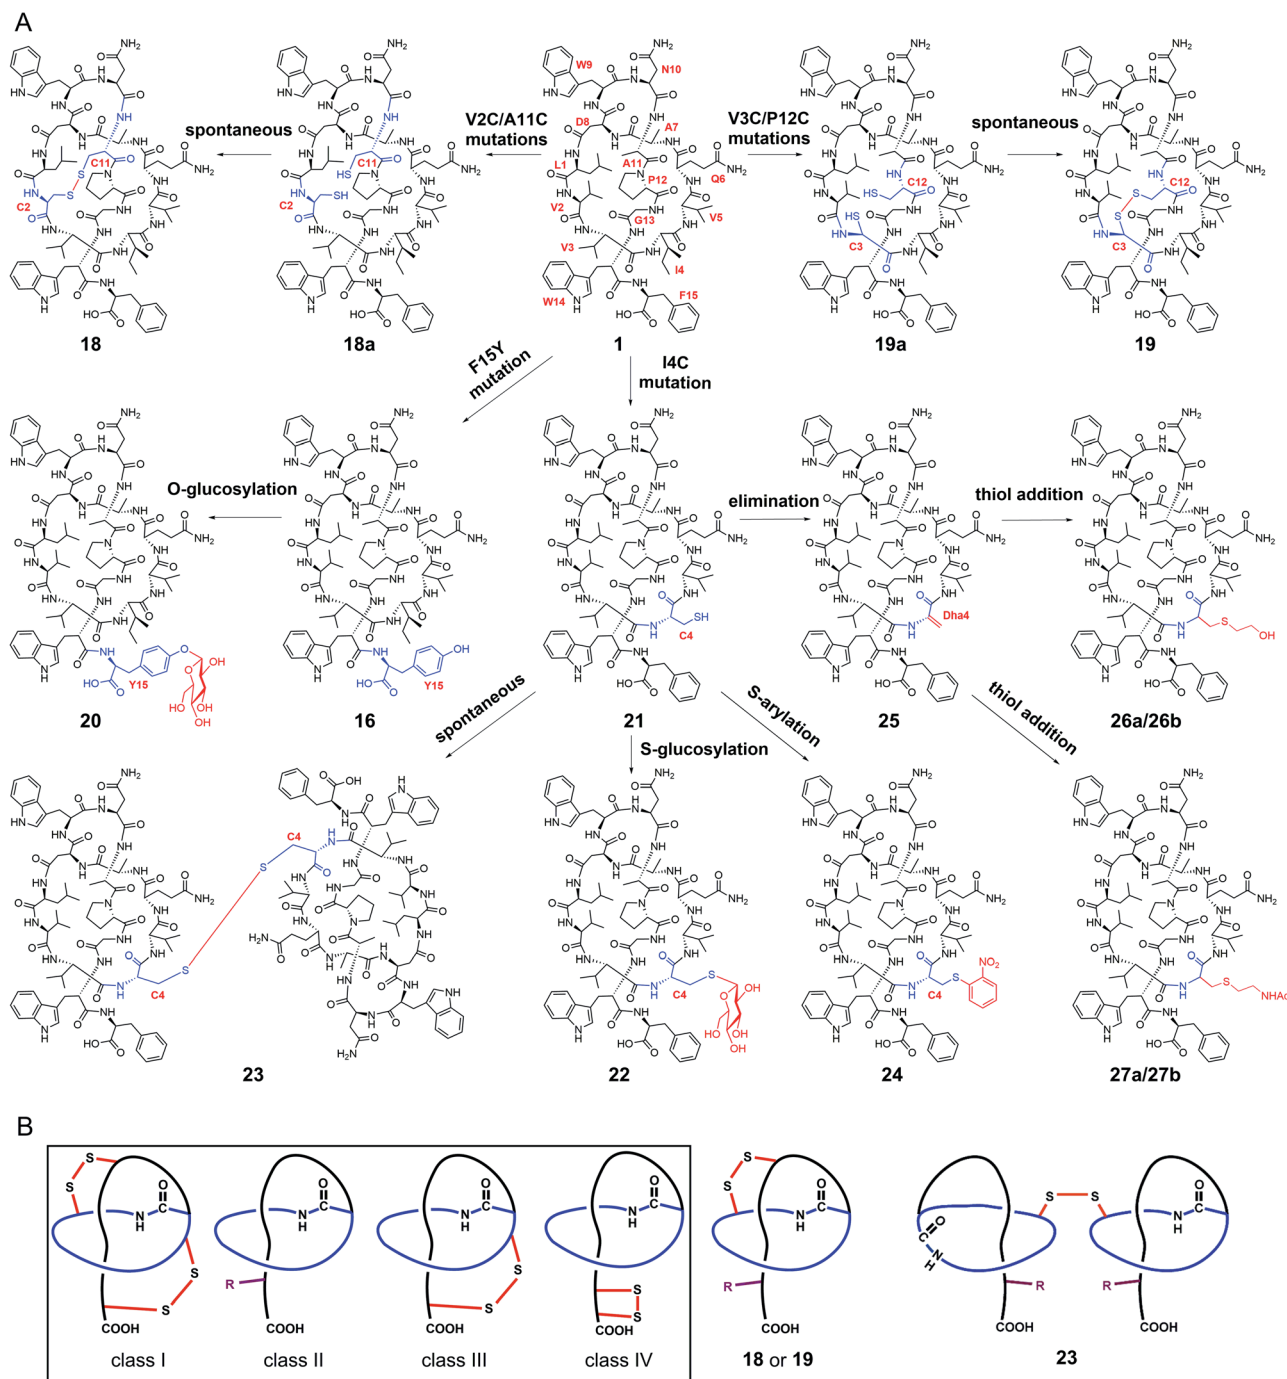 A
18
spontaneous
C11
C2
18a
C11
C2
V2C/A11C
mutations
1
W9
N10
D8
A7
L1
A11
P12
Q6
V2
G13
V5
V3
I4
W14
F15
V3C/P12C
mutations
19a
C12
C3
spontaneous
19
C12
C3
F15Y
mutation
I4C
mutation
20
Y15
O-glucosylation
16
Y15
21
C4
elimination
25
Dha4
thiol addition
26a/26b
spontaneous
S-glucosylation
S-arylation
thiol addition
C4
C4
23
C4
22
C4
NO2
24
NHAc
27a/27b
B
S
S
O
C
N
H
S
S
COOH
class I
O
C
N
H
R
COOH
class II
O
C
N
H
S
S
COOH
class III
O
C
N
H
S
S
COOH
class IV
S
S
O
C
N
H
R
COOH
18 or 19
O
C
N
H
R
COOH
S
S
O
C
N
H
R
COOH
23